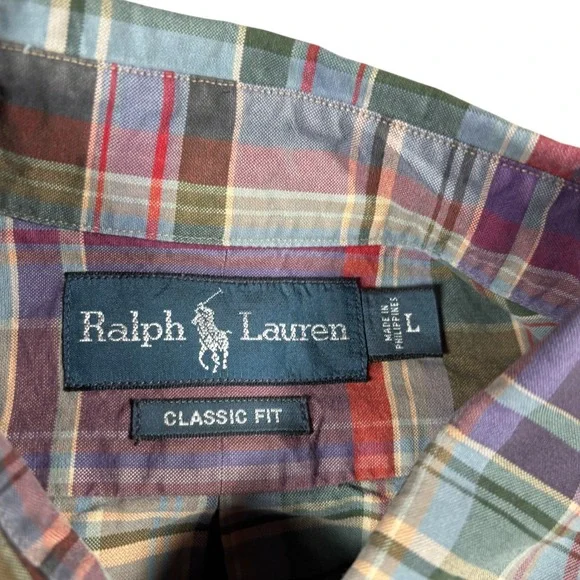 Ralph Lauren
MADE IN
PHILIPPINES
L
CLASSIC FIT